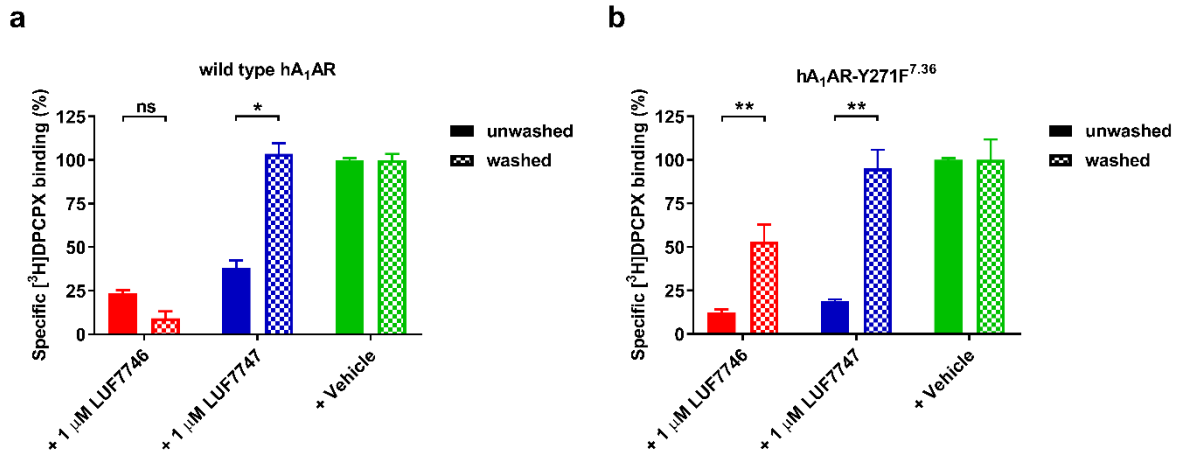 a
wild type hA₁AR
Specific [³H]DPCPX binding (%)
125
100
75
50
25
0
ns
*
unwashed
washed
+ 1 μM LUF7746
+ 1 μM LUF7747
+ Vehicle
b
hA₁AR-Y271F⁷·³⁶
Specific [³H]DPCPX binding (%)
125
100
75
50
25
0
**
**
unwashed
washed
+ 1 μM LUF7746
+ 1 μM LUF7747
+ Vehicle